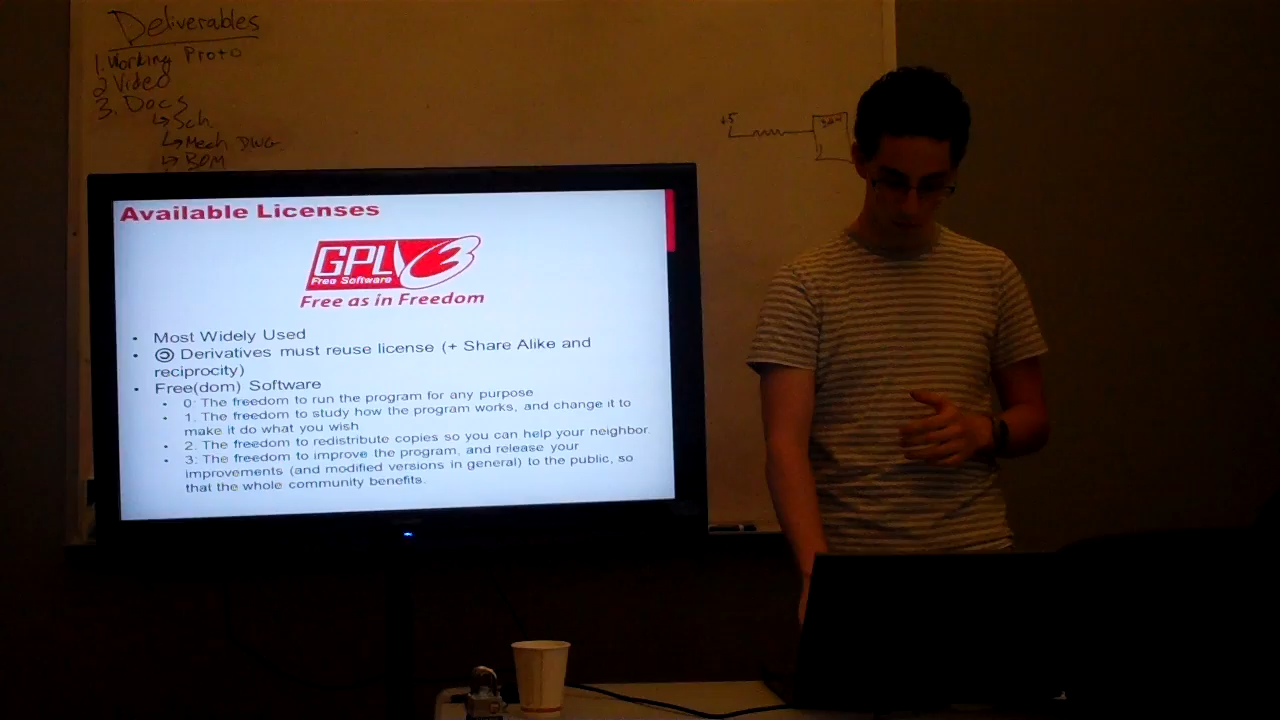 Deliverables
1. Working Proto
2 Video
3. Docs
↳ Sch
↳ Mech DWG
↳ BOM
+5
Available Licenses
GPLv3
Free Software
Free as in Freedom
• Most Widely Used
• Derivatives must reuse license (+ Share Alike and
reciprocity)
• Free(dom) Software
• 0: The freedom to run the program for any purpose
• 1. The freedom to study how the program works, and change it to
make it do what you wish
• 2. The freedom to redistribute copies so you can help your neighbor.
• 3: The freedom to improve the program, and release your
improvements (and modified versions in general) to the public, so
that the whole community benefits.